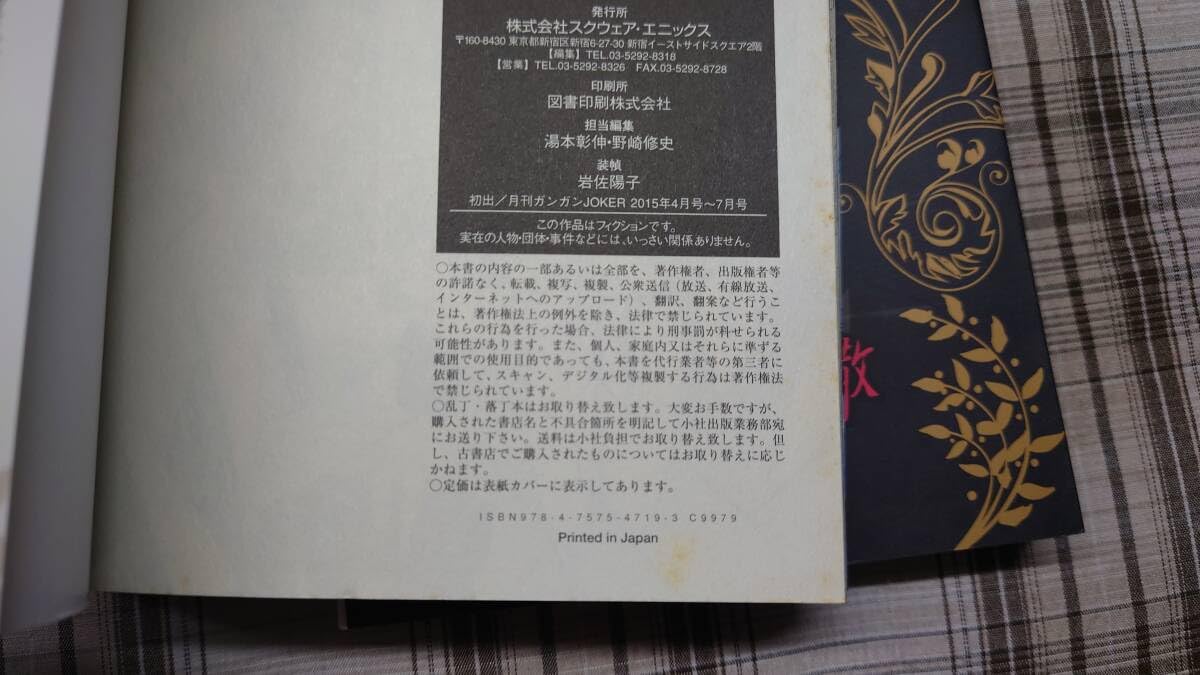 発行所
株式会社スクウェア・エニックス
〒160-8430 東京都新宿区新宿6-27-30 新宿イーストサイドスクエア2階
【編集】TEL.03-5292-8318
【営業】TEL.03-5292-8326 FAX.03-5292-8728
印刷所
図書印刷株式会社
担当編集
湯本彰伸・野崎修史
装幀
岩佐陽子
初出／月刊ガンガンJOKER 2015年4月号～7月号
この作品はフィクションです。
実在の人物・団体・事件などには、いっさい関係ありません。
○本書の内容の一部あるいは全部を、著作権者、出版権者等
の許諾なく、転載、複写、複製、公衆送信（放送、有線放送、
インターネットへのアップロード）、翻訳、翻案など行うこ
とは、著作権法上の例外を除き、法律で禁じられています。
これらの行為を行った場合、法律により刑事罰が科せられる
可能性があります。また、個人、家庭内又はそれらに準ずる
範囲での使用目的であっても、本書を代行業者等の第三者に
依頼して、スキャン、デジタル化等複製する行為は著作権法
で禁じられています。
○乱丁・落丁本はお取り替え致します。大変お手数ですが、
購入された書店名と不具合箇所を明記して小社出版業務部宛
にお送り下さい。送料は小社負担でお取り替え致します。但
し、古書店でご購入されたものについてはお取り替えに応じ
かねます。
○定価は表紙カバーに表示してあります。
ISBN978-4-7575-4719-3 C9979
Printed in Japan
散